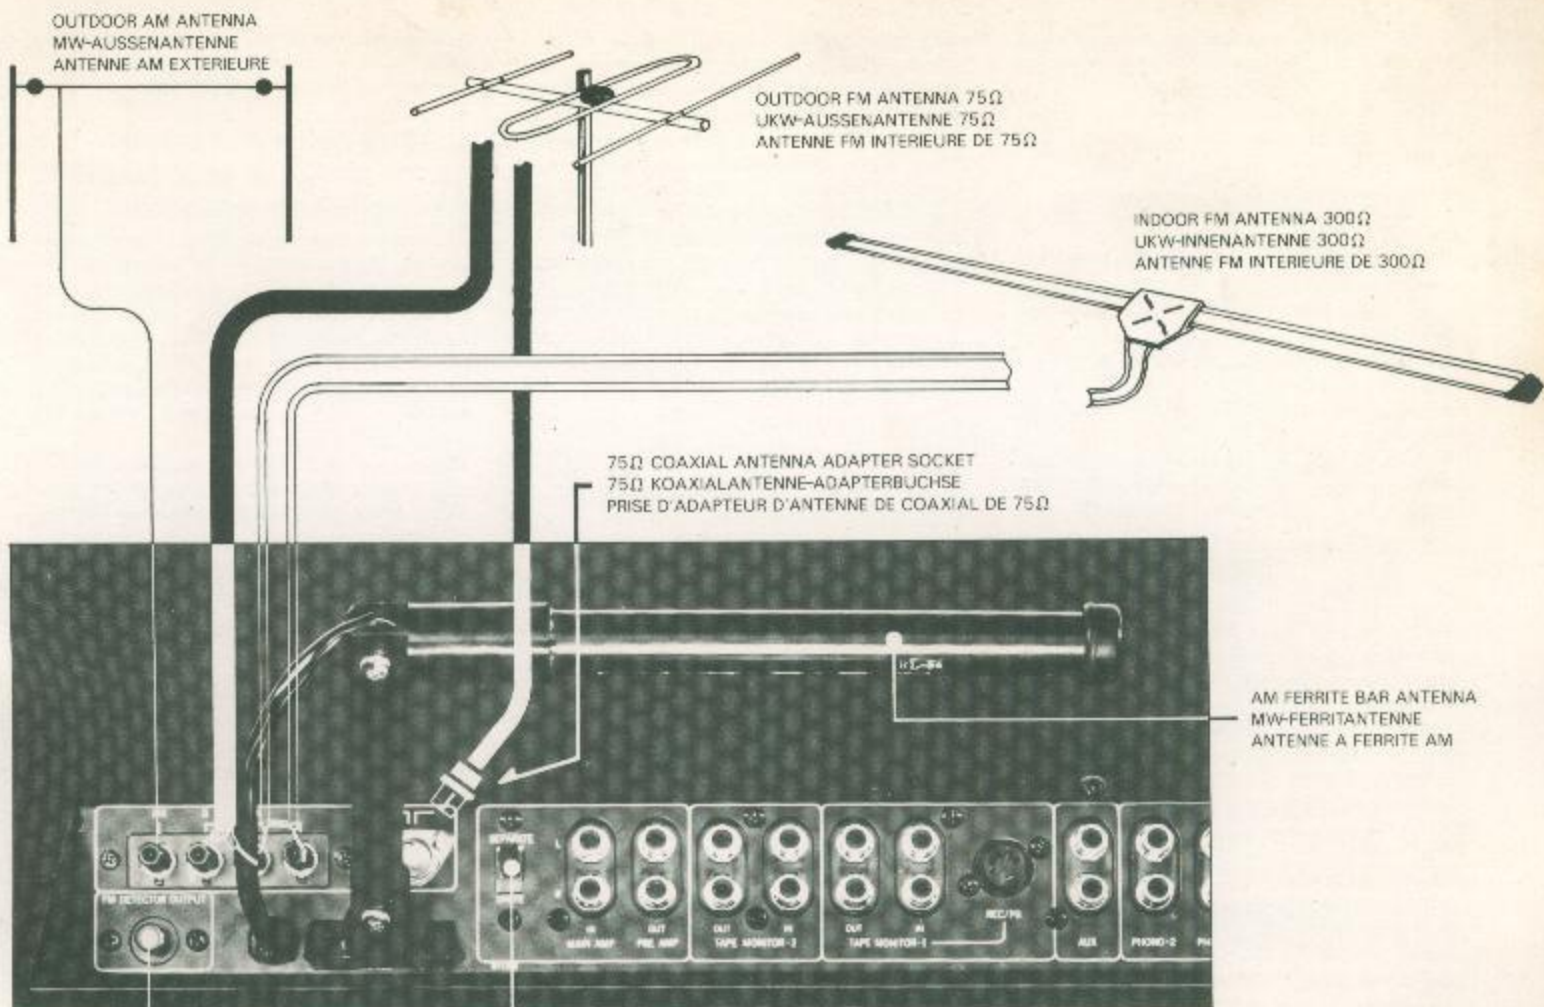 OUTDOOR AM ANTENNA
MW-AUSSENANTENNE
ANTENNE AM EXTERIEURE
OUTDOOR FM ANTENNA 75Ω
UKW-AUSSENANTENNE 75Ω
ANTENNE FM INTERIEURE DE 75Ω
INDOOR FM ANTENNA 300Ω
UKW-INNENANTENNE 300Ω
ANTENNE FM INTERIEURE DE 300Ω
75Ω COAXIAL ANTENNA ADAPTER SOCKET
75Ω KOAXIALANTENNE-ADAPTERBUCHSE
PRISE D'ADAPTEUR D'ANTENNE DE COAXIAL DE 75Ω
AM FERRITE BAR ANTENNA
MW-FERRITANTENNE
ANTENNE A FERRITE AM
FM DETECTOR OUTPUT
L
IN OUT OUT IN OUT IN REC/PB
MAIN AMP PRE AMP TAPE MONITOR-2 TAPE MONITOR-1 AUX PHONO-2 PH